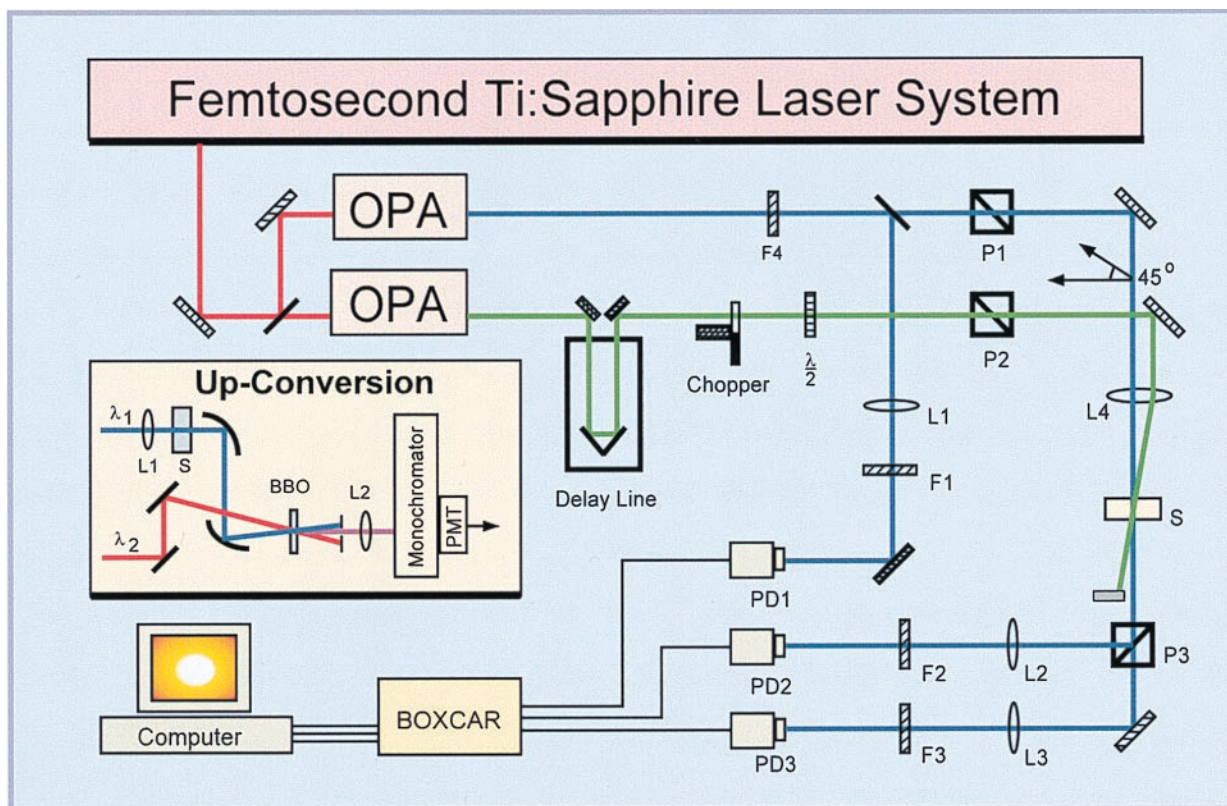 Femtosecond Ti:Sapphire Laser System
OPA
F4
P1
45°
OPA
Chopper
λ/2
P2
L4
L1
F1
Delay Line
S
Up-Conversion
λ1
L1
S
BBO
L2
Monochromator
PMT
λ2
PD1
PD2
F2
L2
P3
PD3
F3
L3
BOXCAR
Computer